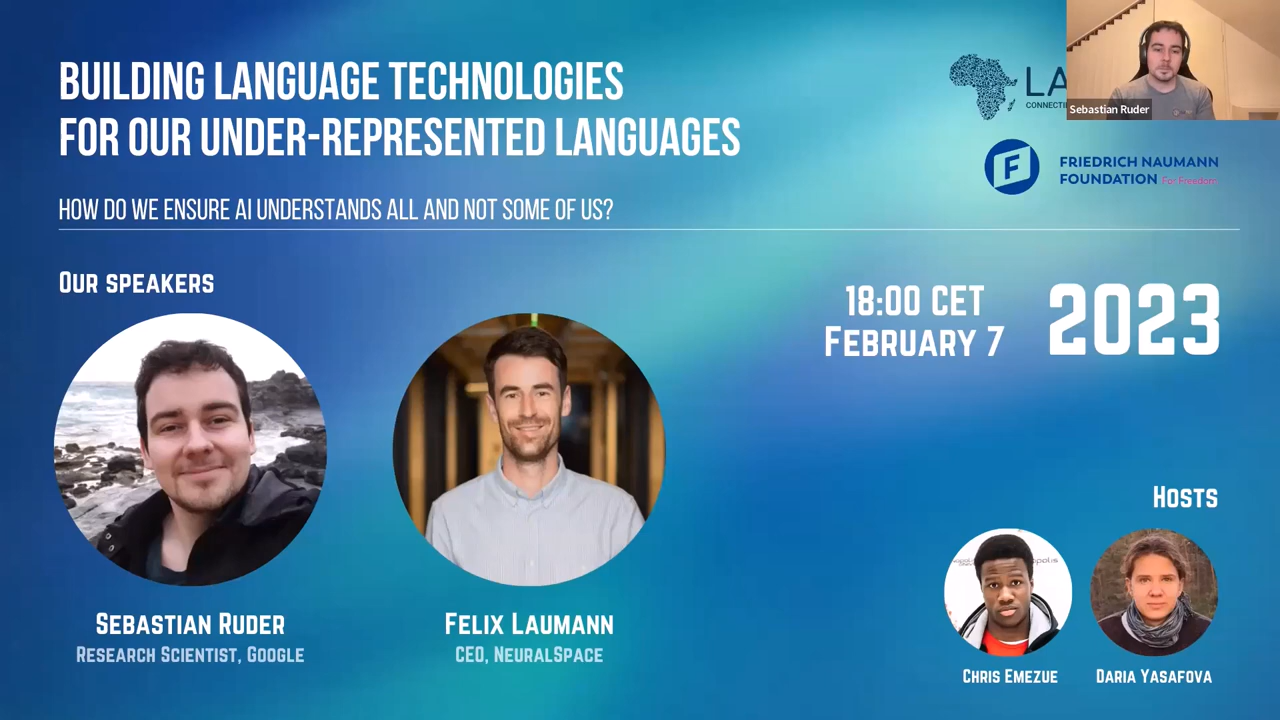 BUILDING LANGUAGE TECHNOLOGIES
FOR OUR UNDER-REPRESENTED LANGUAGES
HOW DO WE ENSURE AI UNDERSTANDS ALL AND NOT SOME OF US?
LA
Sebastian Ruder
F
FRIEDRICH NAUMANN
FOUNDATION For Freedom.
OUR SPEAKERS
18:00 CET
FEBRUARY 7
2023
SEBASTIAN RUDER
RESEARCH SCIENTIST, GOOGLE
FELIX LAUMANN
CEO, NEURALSPACE
HOSTS
CHRIS EMEZUE
DARIA YASAFOVA